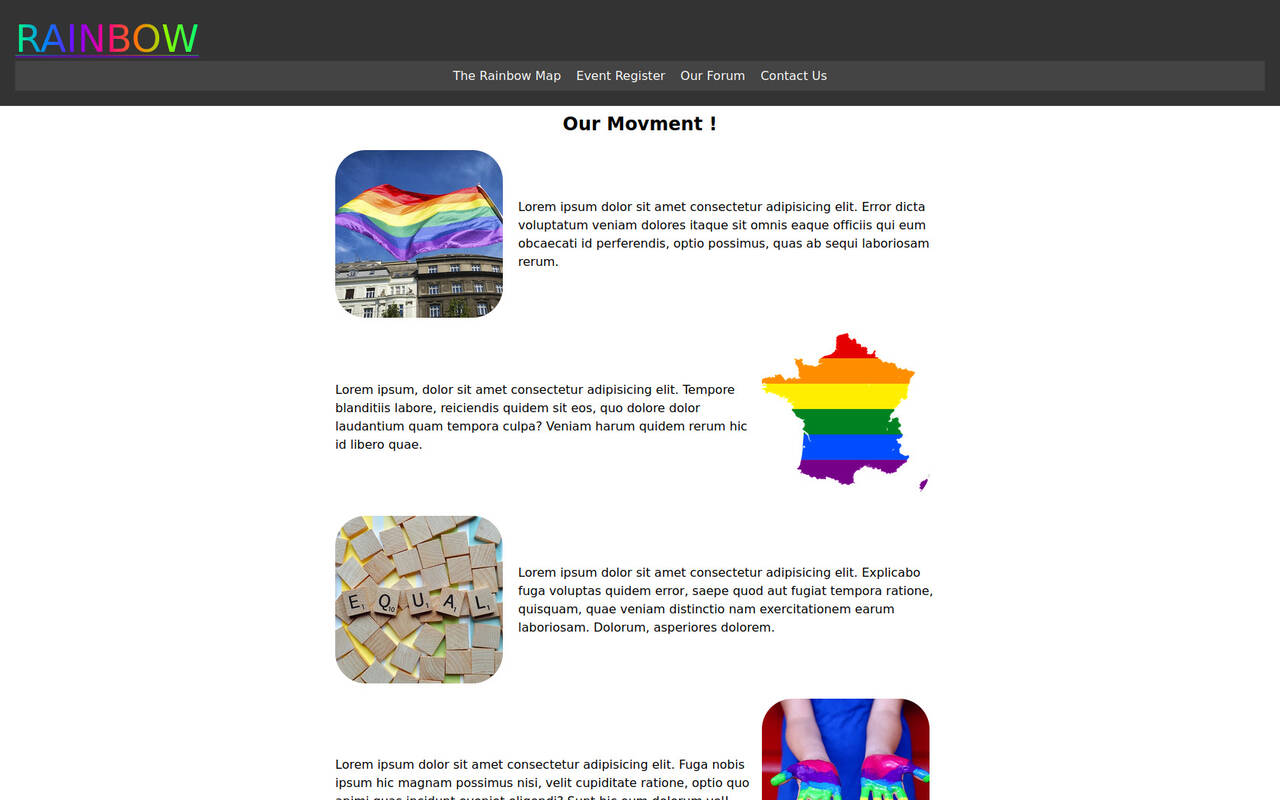 RAINBOW
The Rainbow Map Event Register Our Forum Contact Us
Our Movment !
Lorem ipsum dolor sit amet consectetur adipisicing elit. Error dicta
voluptatum veniam dolores itaque sit omnis eaque officiis qui eum
obcaecati id perferendis, optio possimus, quas ab sequi laboriosam
rerum.
Lorem ipsum, dolor sit amet consectetur adipisicing elit. Tempore
blanditiis labore, reiciendis quidem sit eos, quo dolore dolor
laudantium quam tempora culpa? Veniam harum quidem rerum hic
id libero quae.
EQUAL
Lorem ipsum dolor sit amet consectetur adipisicing elit. Explicabo
fuga voluptas quidem error, saepe quod aut fugiat tempora ratione,
quisquam, quae veniam distinctio nam exercitationem earum
laboriosam. Dolorum, asperiores dolorem.
Lorem ipsum dolor sit amet consectetur adipisicing elit. Fuga nobis
ipsum hic magnam possimus nisi, velit cupiditate ratione, optio quo